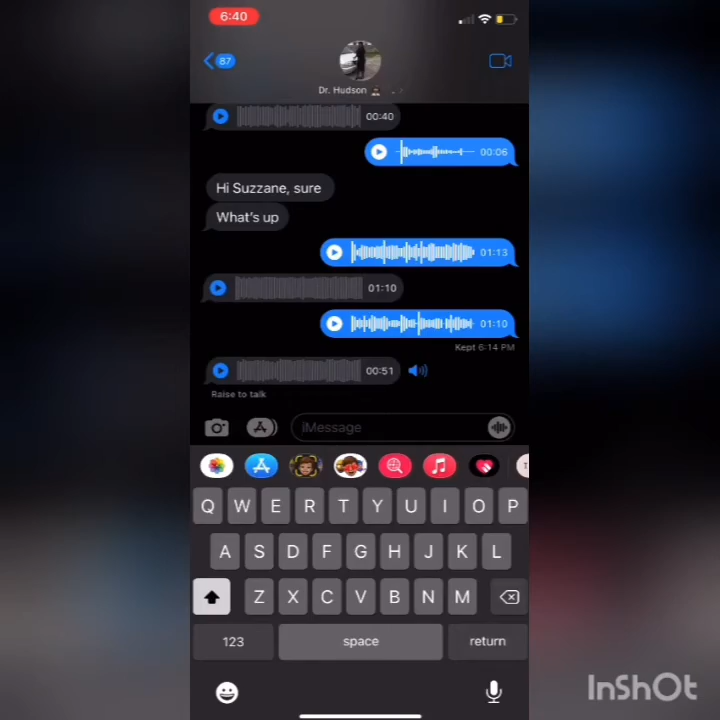 6:40
87
Dr. Hudson
00:40
00:06
Hi Suzzane, sure
What's up
01:13
01:10
01:10
Kept 6:14 PM
00:51
Raise to talk
iMessage
Q W E R T Y U I O P
A S D F G H J K L
Z X C V B N M
123 space return
InShOt